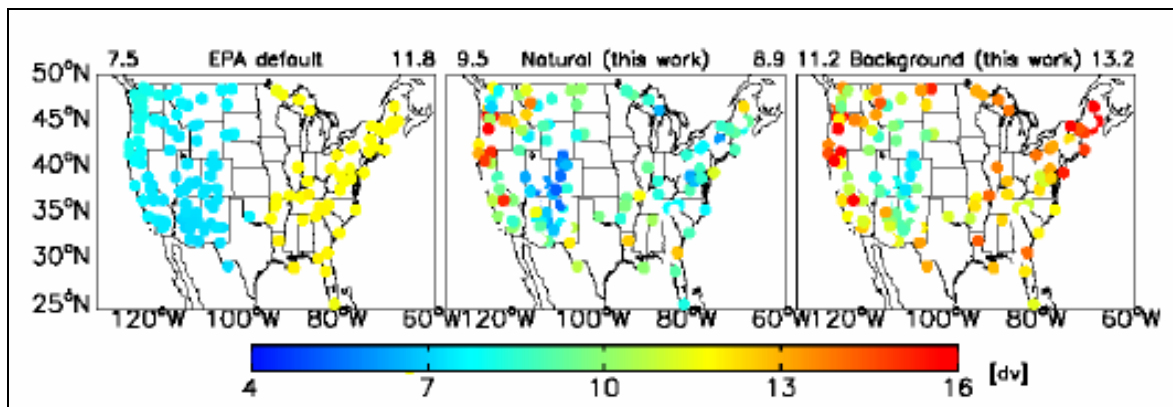 7.5 EPA default 11.8 9.5 Natural (this work) 8.9 11.2 Background (this work) 13.2
50°N
45°N
40°N
35°N
30°N
25°N
120°W 100°W 80°W 60°W 120°W 100°W 80°W 60°W 120°W 100°W 80°W 60°W
4 7 10 13 16 [dv]